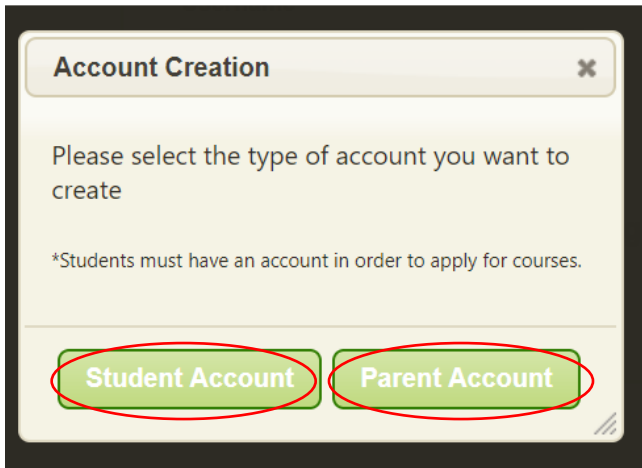 Account Creation
Please select the type of account you want to
create
*Students must have an account in order to apply for courses.
Student Account
Parent Account